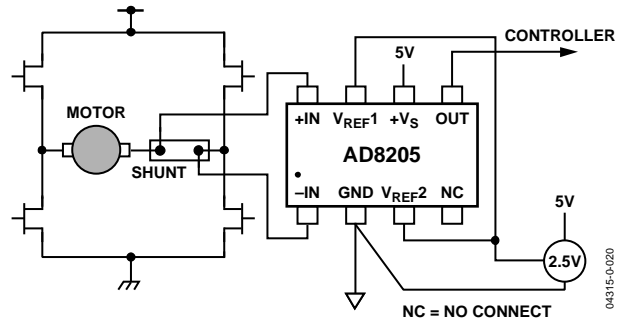 CONTROLLER
5V
MOTOR
+IN VREF1 +VS OUT
AD8205
SHUNT
–IN GND VREF2 NC
5V
2.5V
NC = NO CONNECT
04315-0-020